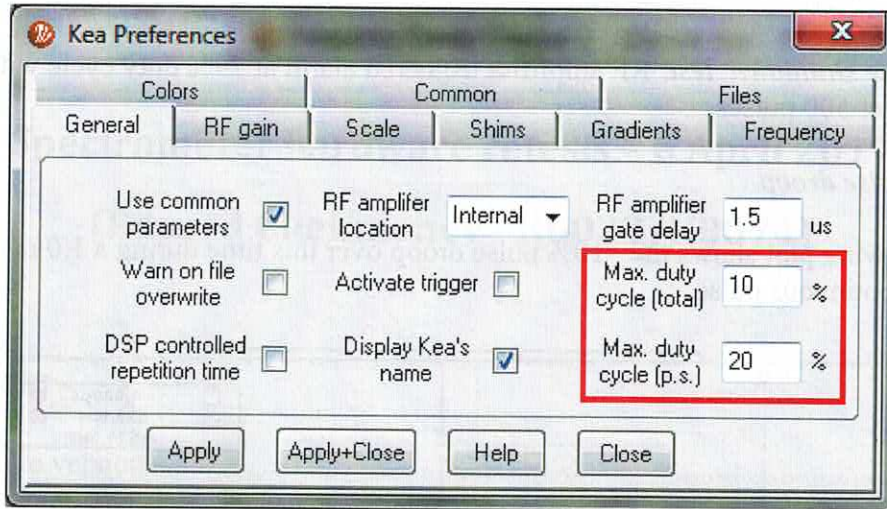 Kea Preferences
Colors
Common
Files
General
RF gain
Scale
Shims
Gradients
Frequency
Use common
parameters
RF amplifer
location
Internal
RF amplifier
gate delay
1.5
us
Warn on file
overwrite
Activate trigger
Max. duty
cycle (total)
10
%
DSP controlled
repetition time
Display Kea's
name
Max. duty
cycle (p.s.)
20
%
Apply
Apply+Close
Help
Close